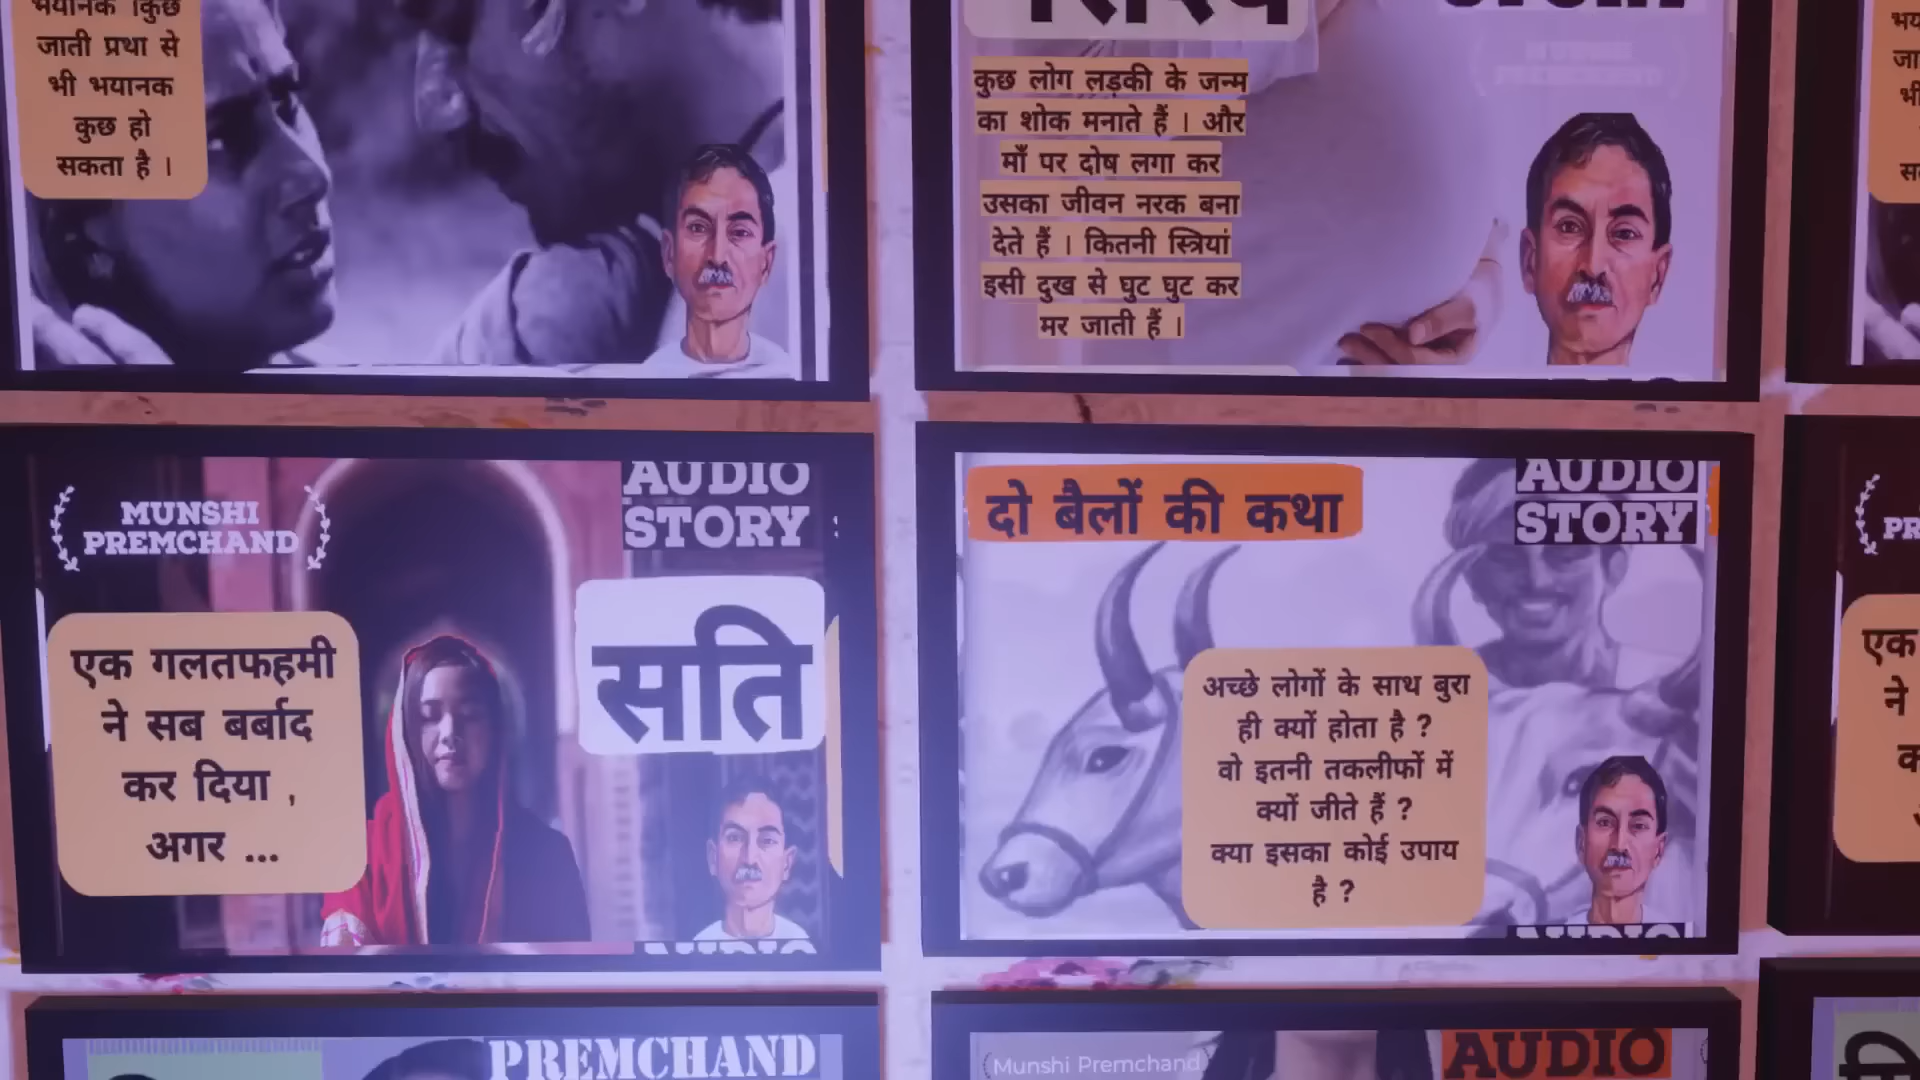 भयानक ।कुछ
जाती प्रथा से
भी भयानक
कुछ हो
सकता है ।
कुछ लोग लड़की के जन्म
का शोक मनाते हैं । और
माँ पर दोष लगा कर
उसका जीवन नरक बना
देते हैं । कितनी स्त्रियां
इसी दुख से घुट घुट कर
मर जाती हैं ।
MUNSHI
PREMCHAND
AUDIO
STORY
एक गलतफहमी
ने सब बर्बाद
कर दिया ,
अगर ...
सति
AUDIO
दो बैलों की कथा
AUDIO
STORY
अच्छे लोगों के साथ बुरा
ही क्यों होता है ?
वो इतनी तकलीफों में
क्यों जीते हैं ?
क्या इसका कोई उपाय
है ?
AUDIO
एक
ने
PREMCHAND
Munshi Premchand
AUDIO